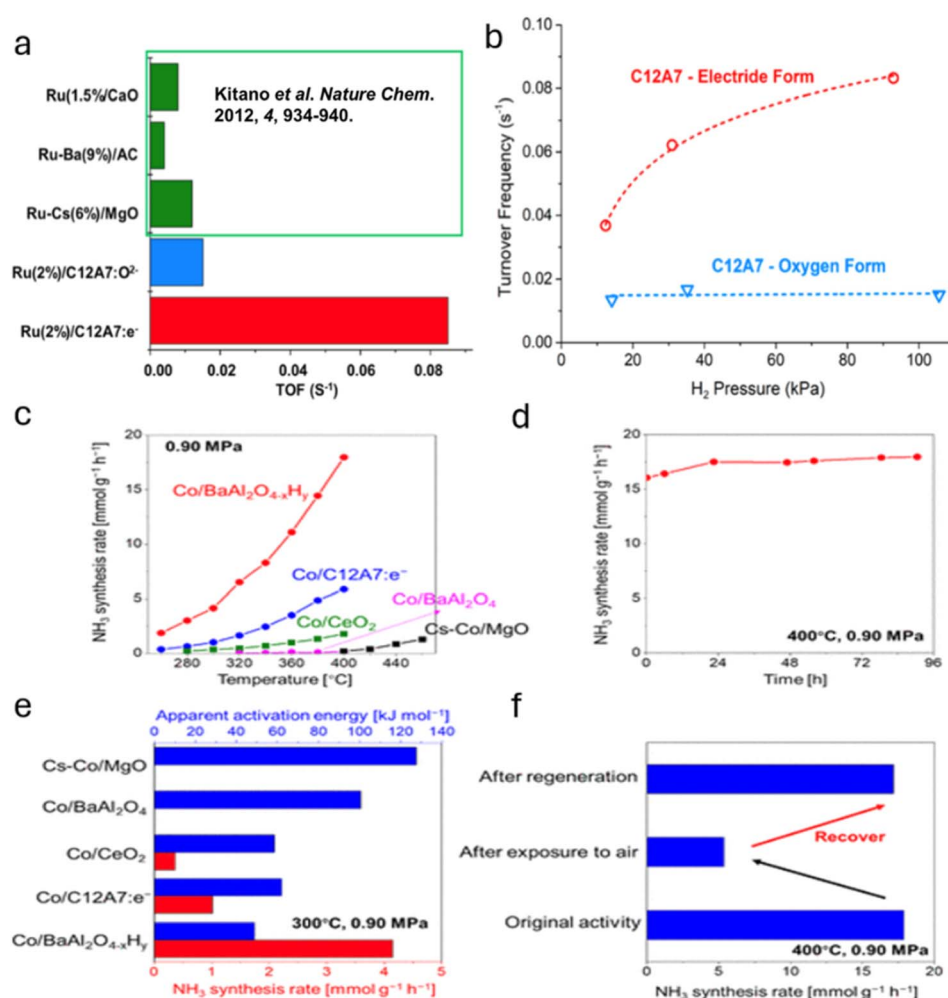 a
Ru(1.5%/CaO
Ru-Ba(9%)/AC
Ru-Cs(6%)/MgO
Ru(2%)/C12A7:O²⁻
Ru(2%)/C12A7:e⁻
Kitano et al. Nature Chem.
2012, 4, 934-940.
0.00 0.02 0.04 0.06 0.08
TOF (S⁻¹)
b
C12A7 - Electride Form
C12A7 - Oxygen Form
Turnover Frequency (s⁻¹)
0.10
0.08
0.06
0.04
0.02
0.00
0 20 40 60 80 100
H₂ Pressure (kPa)
c
0.90 MPa
NH₃ synthesis rate [mmol g⁻¹ h⁻¹]
20
15
10
5
0
Co/BaAl₂O₄₋ₓHᵧ
Co/C12A7:e⁻
Co/BaAl₂O₄
Co/CeO₂
Cs-Co/MgO
280 320 360 400 440
Temperature [°C]
d
NH₃ synthesis rate [mmol g⁻¹ h⁻¹]
20
15
10
5
0
400°C, 0.90 MPa
0 24 48 72 96
Time [h]
e
Apparent activation energy [kJ mol⁻¹]
0 20 40 60 80 100 120 140
Cs-Co/MgO
Co/BaAl₂O₄
Co/CeO₂
Co/C12A7:e⁻
Co/BaAl₂O₄₋ₓHᵧ
300°C, 0.90 MPa
0 1 2 3 4 5
NH₃ synthesis rate [mmol g⁻¹ h⁻¹]
f
After regeneration
After exposure to air
Original activity
Recover
400°C, 0.90 MPa
0 5 10 15 20
NH₃ synthesis rate [mmol g⁻¹ h⁻¹]